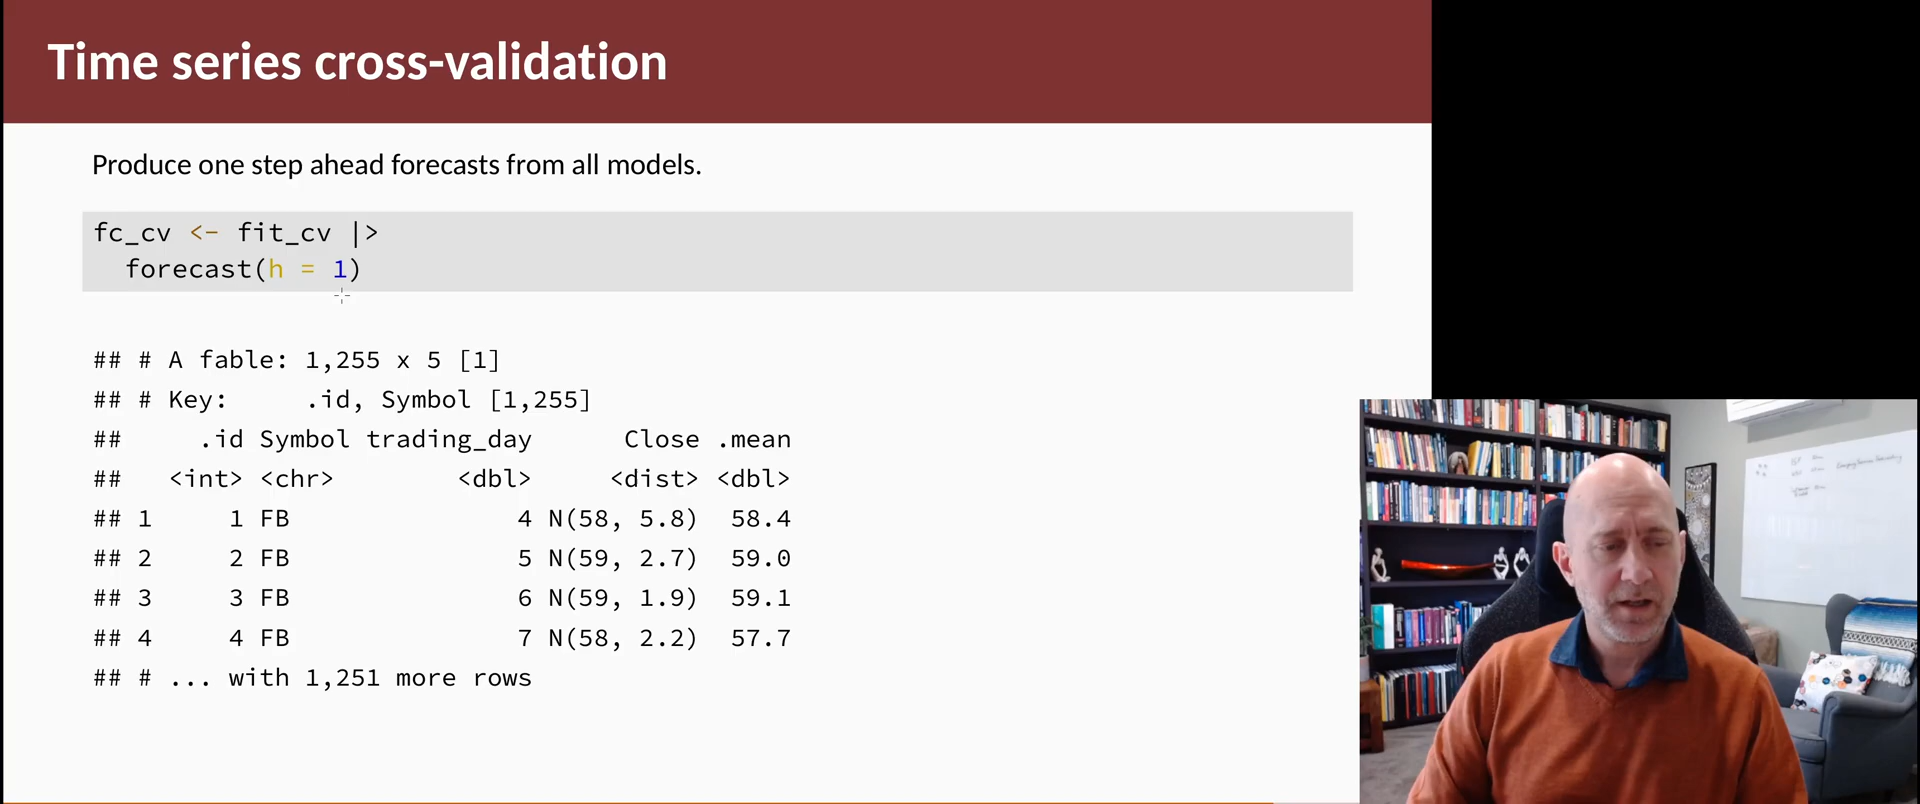 Time series cross-validation
Produce one step ahead forecasts from all models.
fc_cv <- fit_cv |>
  forecast(h = 1)
## # A fable: 1,255 x 5 [1]
## # Key:     .id, Symbol [1,255]
##     .id Symbol trading_day      Close .mean
##   <int> <chr>        <dbl>     <dist> <dbl>
## 1     1 FB               4 N(58, 5.8)  58.4
## 2     2 FB               5 N(59, 2.7)  59.0
## 3     3 FB               6 N(59, 1.9)  59.1
## 4     4 FB               7 N(58, 2.2)  57.7
## # ... with 1,251 more rows